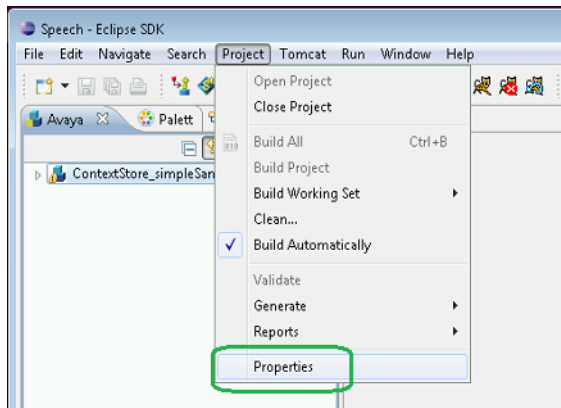 Speech - Eclipse SDK
File Edit Navigate Search Project Tomcat Run Window Help
Open Project
Close Project
Avaya Palett
Build All Ctrl+B
ContextStore_simpleSan
Build Project
Build Working Set
Clean...
Build Automatically
Validate
Generate
Reports
Properties